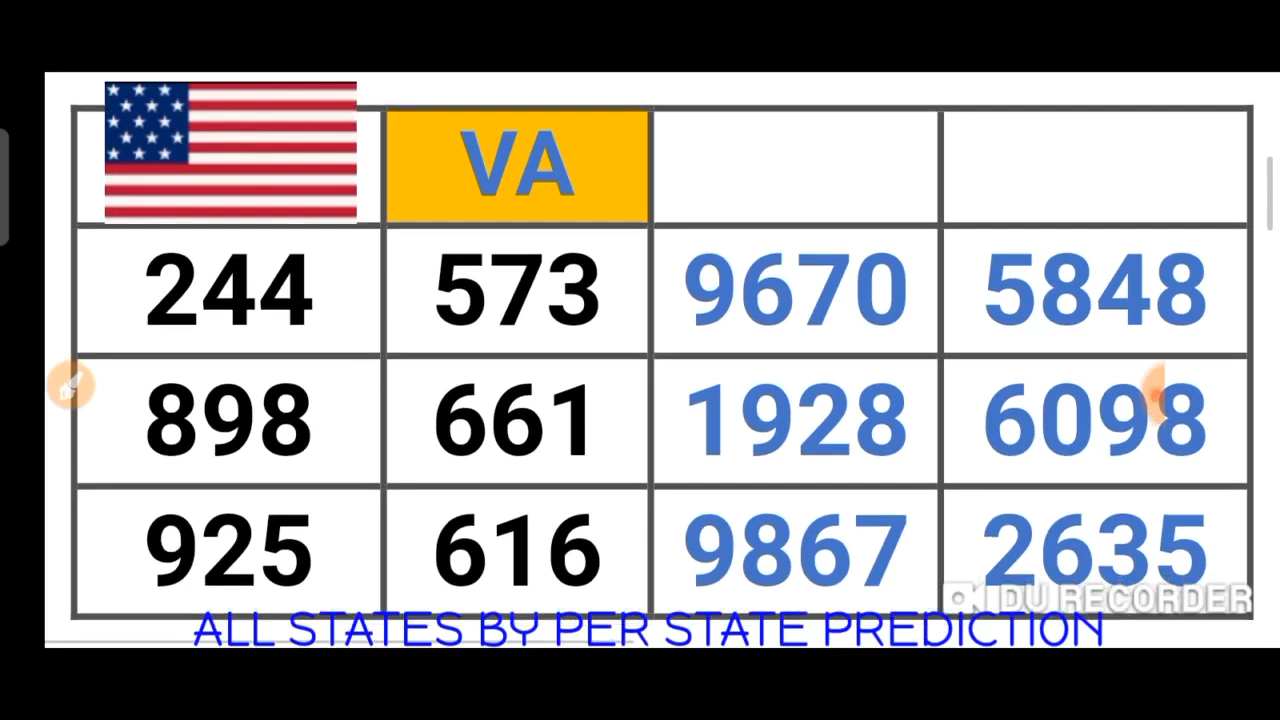 VA
244 573 9670 5848
898 661 1928 6098
925 616 9867 2635
DU RECORDER
ALL STATES BY PER STATE PREDICTION